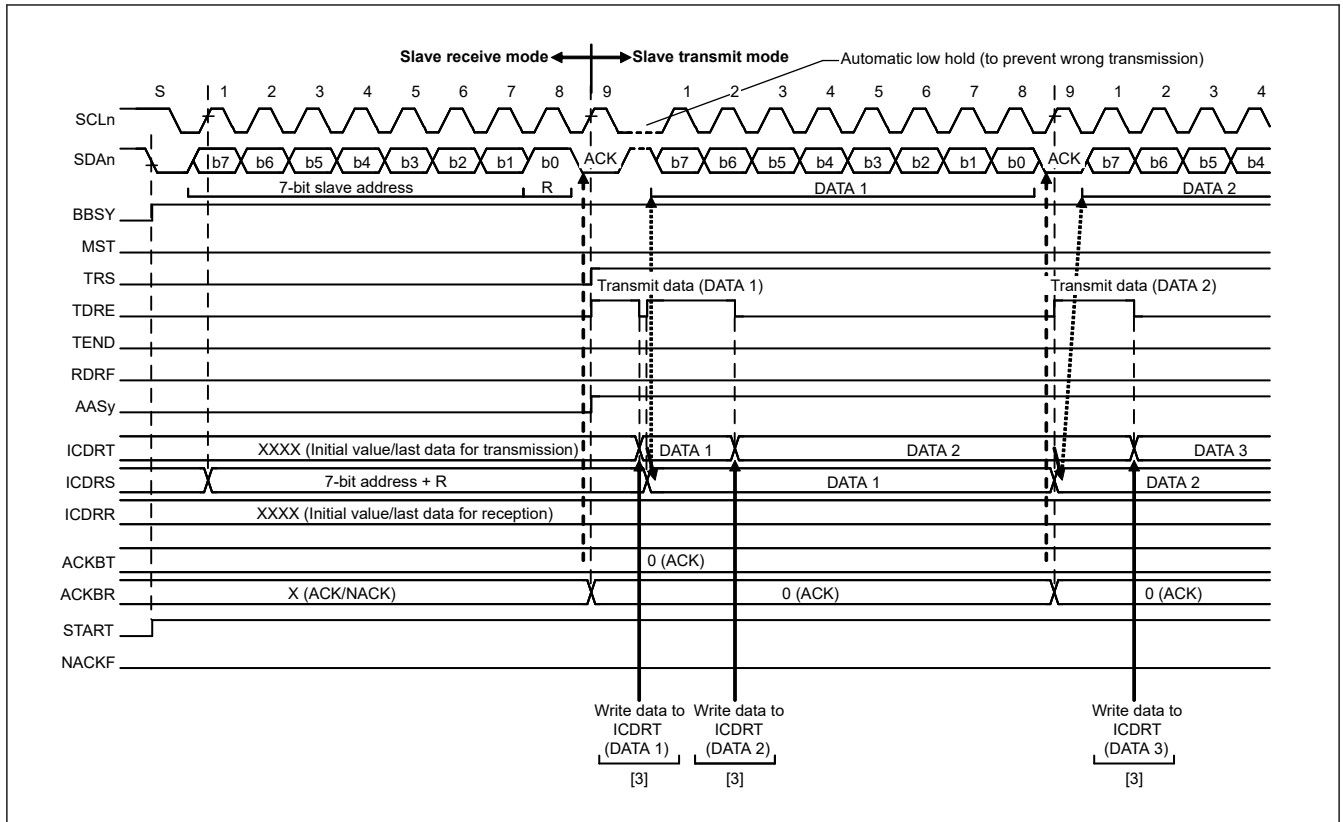 Slave receive mode Slave transmit mode Automatic low hold (to prevent wrong transmission)
S 1 2 3 4 5 6 7 8 9 1 2 3 4 5 6 7 8 9 1 2 3 4
SCLn
SDAn b7 b6 b5 b4 b3 b2 b1 b0 ACK b7 b6 b5 b4 b3 b2 b1 b0 ACK b7 b6 b5 b4
7-bit slave address R DATA 1 DATA 2
BBSY
MST
TRS
Transmit data (DATA 1) Transmit data (DATA 2)
TDRE
TEND
RDRF
AASy
ICDRT XXXX (Initial value/last data for transmission) DATA 1 DATA 2 DATA 3
ICDRS 7-bit address + R DATA 1 DATA 2
ICDRR XXXX (Initial value/last data for reception)
ACKBT 0 (ACK)
ACKBR X (ACK/NACK) 0 (ACK) 0 (ACK)
START
NACKF
Write data to ICDRT (DATA 1) [3]
Write data to ICDRT (DATA 2) [3]
Write data to ICDRT (DATA 3) [3]